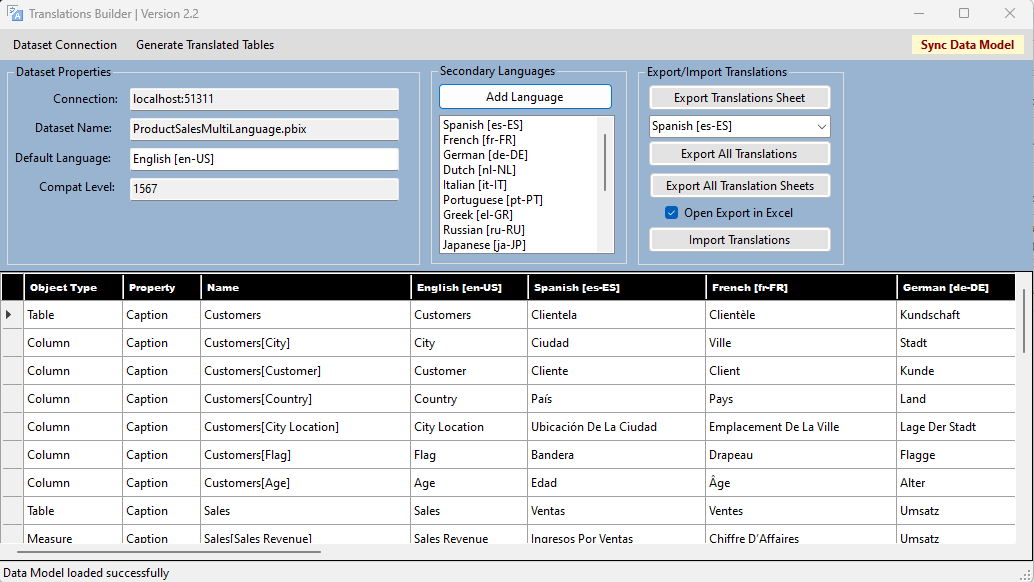 Translations Builder | Version 2.2
Dataset Connection Generate Translated Tables Sync Data Model
Dataset Properties
Connection: localhost:51311
Dataset Name: ProductSalesMultiLanguage.pbix
Default Language: English [en-US]
Compat Level: 1567
Secondary Languages
Add Language
Spanish [es-ES]
French [fr-FR]
German [de-DE]
Dutch [nl-NL]
Italian [it-IT]
Portuguese [pt-PT]
Greek [el-GR]
Russian [ru-RU]
Japanese [ja-JP]
Export/Import Translations
Export Translations Sheet
Spanish [es-ES]
Export All Translations
Export All Translation Sheets
Open Export in Excel
Import Translations
Object Type Property Name English [en-US] Spanish [es-ES] French [fr-FR] German [de-DE]
Table Caption Customers Customers Clientela Clientèle Kundschaft
Column Caption Customers[City] City Ciudad Ville Stadt
Column Caption Customers[Customer] Customer Cliente Client Kunde
Column Caption Customers[Country] Country País Pays Land
Column Caption Customers[City Location] City Location Ubicación De La Ciudad Emplacement De La Ville Lage Der Stadt
Column Caption Customers[Flag] Flag Bandera Drapeau Flagge
Column Caption Customers[Age] Age Edad Âge Alter
Table Caption Sales Sales Ventas Ventes Umsatz
Measure Caption Sales[Sales Revenue] Sales Revenue Ingresos Por Ventas Chiffre D'Affaires Umsatz
Data Model loaded successfully